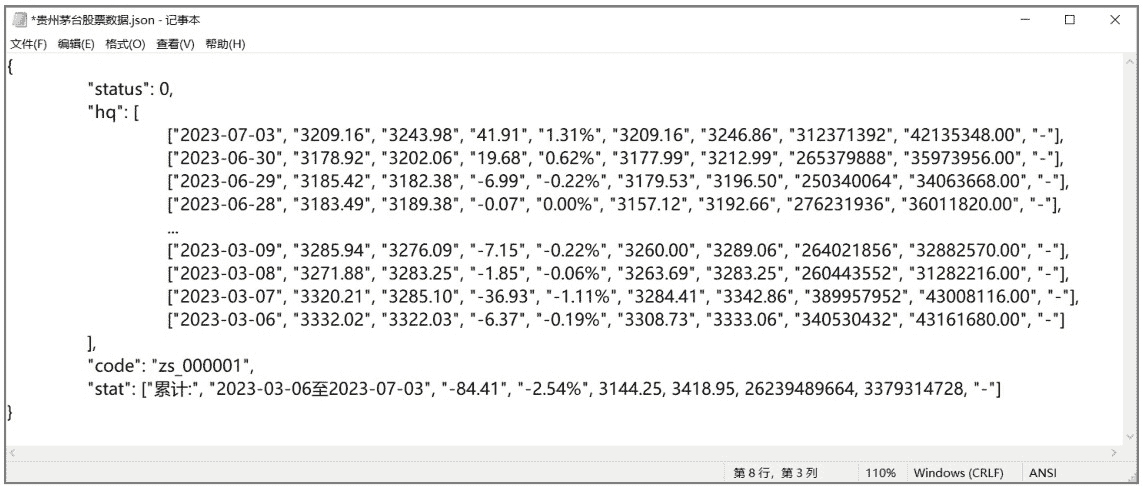 *贵州茅台股票数据.json - 记事本
文件(F) 编辑(E) 格式(O) 查看(V) 帮助(H)
{
"status": 0,
"hq": [
["2023-07-03", "3209.16", "3243.98", "41.91", "1.31%", "3209.16", "3246.86", "312371392", "42135348.00", "-"],
["2023-06-30", "3178.92", "3202.06", "19.68", "0.62%", "3177.99", "3212.99", "265379888", "35973956.00", "-"],
["2023-06-29", "3185.42", "3182.38", "-6.99", "-0.22%", "3179.53", "3196.50", "250340064", "34063668.00", "-"],
["2023-06-28", "3183.49", "3189.38", "-0.07", "0.00%", "3157.12", "3192.66", "276231936", "36011820.00", "-"],
...
["2023-03-09", "3285.94", "3276.09", "-7.15", "-0.22%", "3260.00", "3289.06", "264021856", "32882570.00", "-"],
["2023-03-08", "3271.88", "3283.25", "-1.85", "-0.06%", "3263.69", "3283.25", "260443552", "31282216.00", "-"],
["2023-03-07", "3320.21", "3285.10", "-36.93", "-1.11%", "3284.41", "3342.86", "389957952", "43008116.00", "-"],
["2023-03-06", "3332.02", "3322.03", "-6.37", "-0.19%", "3308.73", "3333.06", "340530432", "43161680.00", "-"]
],
"code": "zs_000001",
"stat": ["累计:", "2023-03-06至2023-07-03", "-84.41", "-2.54%", 3144.25, 3418.95, 26239489664, 3379314728, "-"]
}
第 8 行，第 3 列 110% Windows (CRLF) ANSI